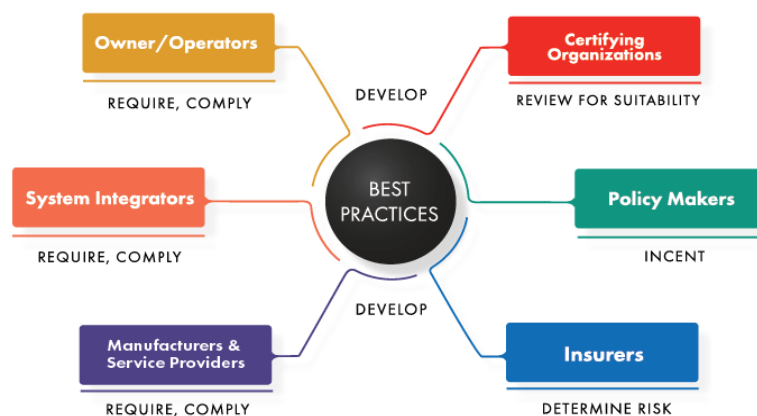 Owner/Operators
REQUIRE, COMPLY
DEVELOP
Certifying
Organizations
REVIEW FOR SUITABILITY
System Integrators
REQUIRE, COMPLY
BEST
PRACTICES
Policy Makers
INCENT
DEVELOP
Manufacturers &
Service Providers
REQUIRE, COMPLY
Insurers
DETERMINE RISK